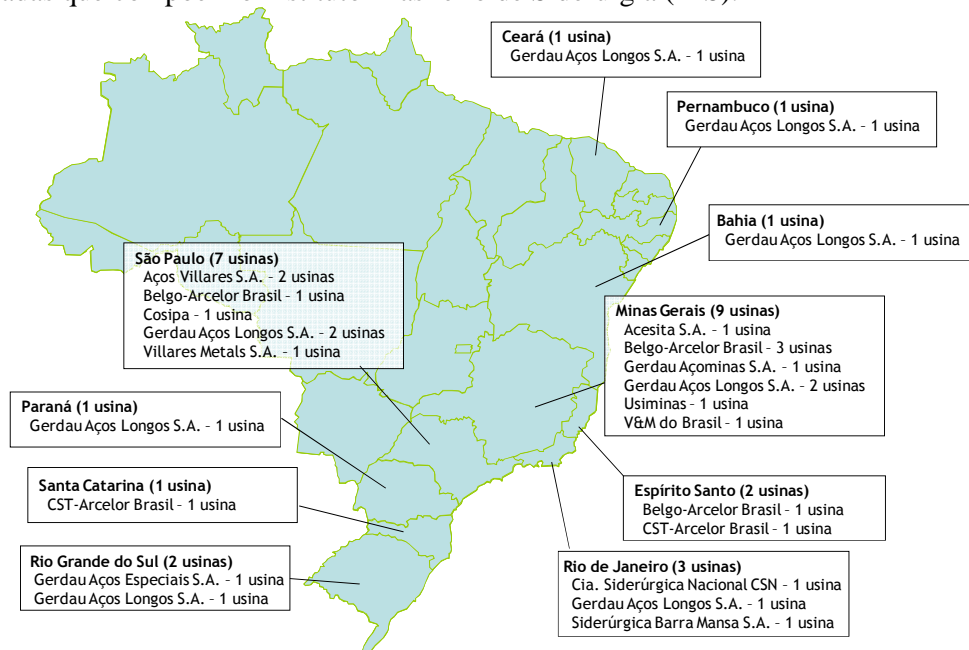 Ceará (1 usina)
Gerdau Aços Longos S.A. – 1 usina
Pernambuco (1 usina)
Gerdau Aços Longos S.A. – 1 usina
Bahia (1 usina)
Gerdau Aços Longos S.A. – 1 usina
São Paulo (7 usinas)
Aços Villares S.A. – 2 usinas
Belgo-Arcelor Brasil – 1 usina
Cosipa – 1 usina
Gerdau Aços Longos S.A. – 2 usinas
Villares Metals S.A. – 1 usina
Minas Gerais (9 usinas)
Acesita S.A. – 1 usina
Belgo-Arcelor Brasil – 3 usinas
Gerdau Açominas S.A. – 1 usina
Gerdau Aços Longos S.A. – 2 usinas
Usiminas – 1 usina
V&M do Brasil – 1 usina
Paraná (1 usina)
Gerdau Aços Longos S.A. – 1 usina
Santa Catarina (1 usina)
CST-Arcelor Brasil – 1 usina
Espírito Santo (2 usinas)
Belgo-Arcelor Brasil – 1 usina
CST-Arcelor Brasil – 1 usina
Rio Grande do Sul (2 usinas)
Gerdau Aços Especiais S.A. – 1 usina
Gerdau Aços Longos S.A. – 1 usina
Rio de Janeiro (3 usinas)
Cia. Siderúrgica Nacional CSN – 1 usina
Gerdau Aços Longos S.A. – 1 usina
Siderúrgica Barra Mansa S.A. – 1 usina